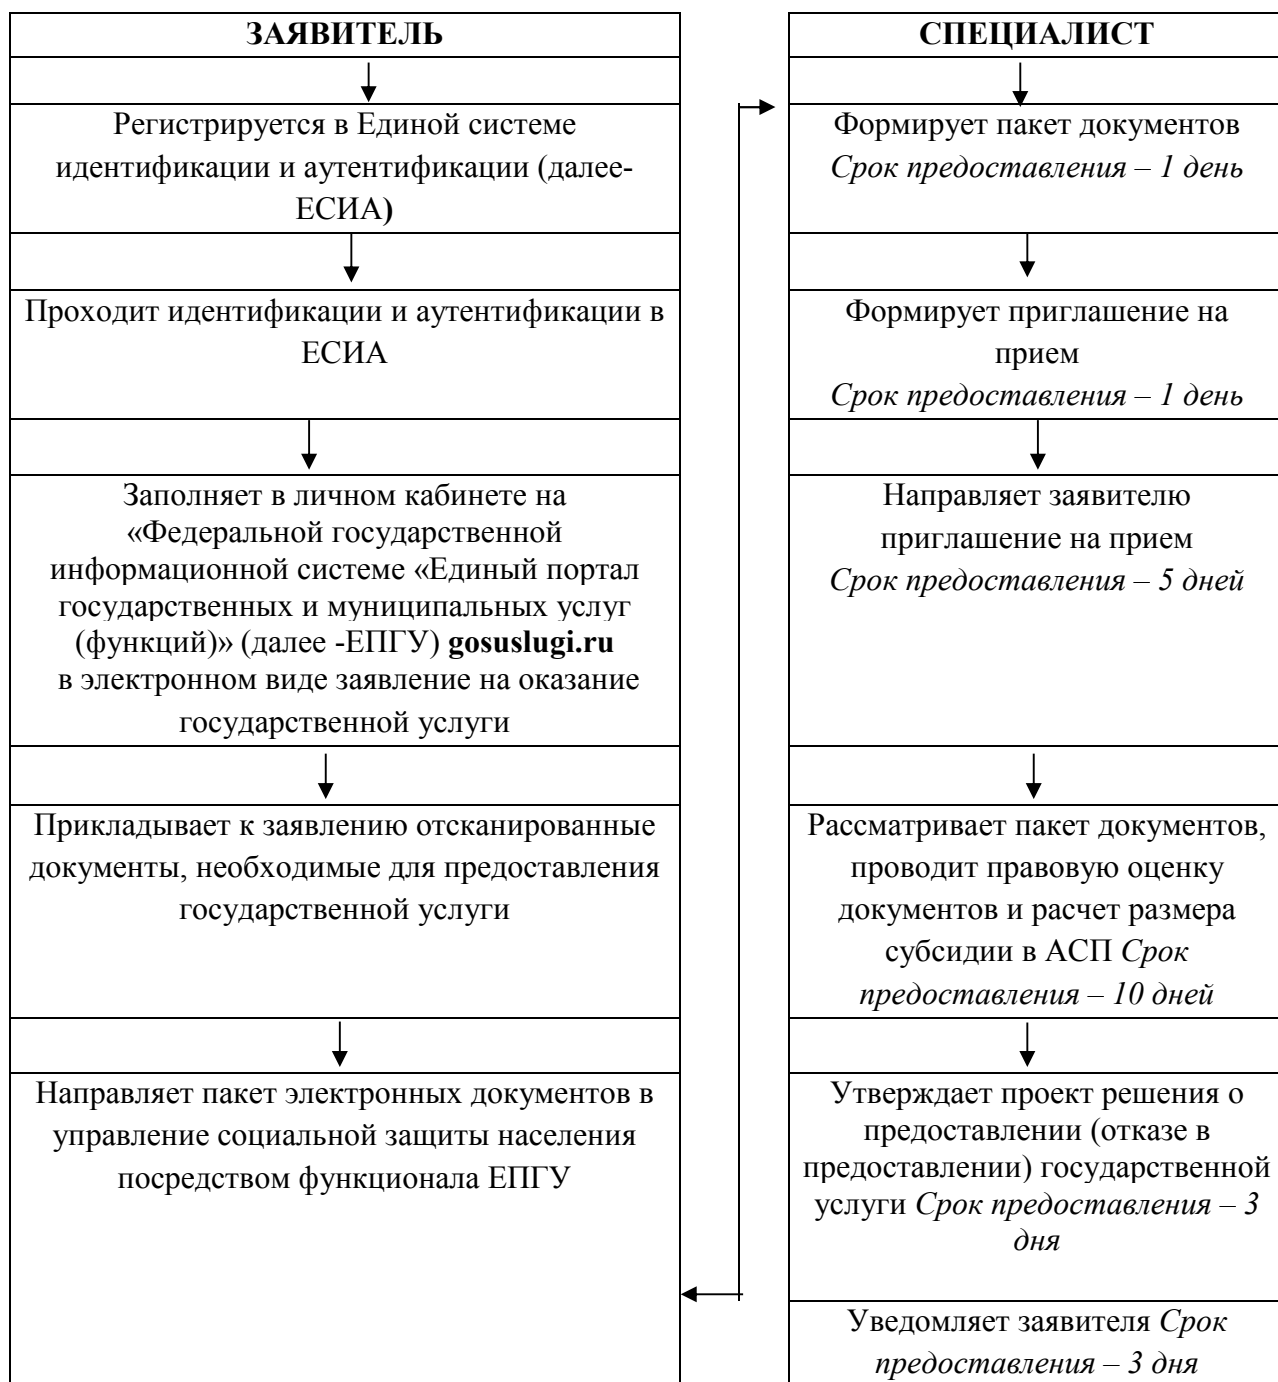 ЗАЯВИТЕЛЬ
Регистрируется в Единой системе
идентификации и аутентификации (далее-
ЕСИА)
Проходит идентификации и аутентификации в
ЕСИА
Заполняет в личном кабинете на
«Федеральной государственной
информационной системе «Единый портал
государственных и муниципальных услуг
(функций)» (далее -ЕПГУ) gosuslugi.ru
в электронном виде заявление на оказание
государственной услуги
Прикладывает к заявлению отсканированные
документы, необходимые для предоставления
государственной услуги
Направляет пакет электронных документов в
управление социальной защиты населения
посредством функционала ЕПГУ
СПЕЦИАЛИСТ
Формирует пакет документов
Срок предоставления – 1 день
Формирует приглашение на
прием
Срок предоставления – 1 день
Направляет заявителю
приглашение на прием
Срок предоставления – 5 дней
Рассматривает пакет документов,
проводит правовую оценку
документов и расчет размера
субсидии в АСП Срок
предоставления – 10 дней
Утверждает проект решения о
предоставлении (отказе в
предоставлении) государственной
услуги Срок предоставления – 3
дня
Уведомляет заявителя Срок
предоставления – 3 дня